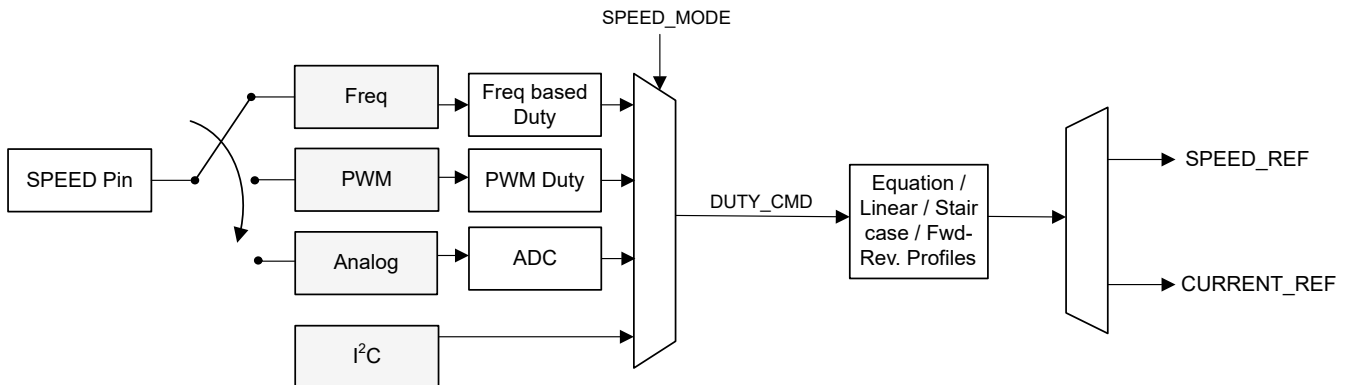 SPEED_MODE
Freq
Freq based
Duty
SPEED Pin
PWM
PWM Duty
Analog
ADC
I²C
DUTY_CMD
Equation /
Linear / Stair
case / Fwd-
Rev. Profiles
SPEED_REF
CURRENT_REF